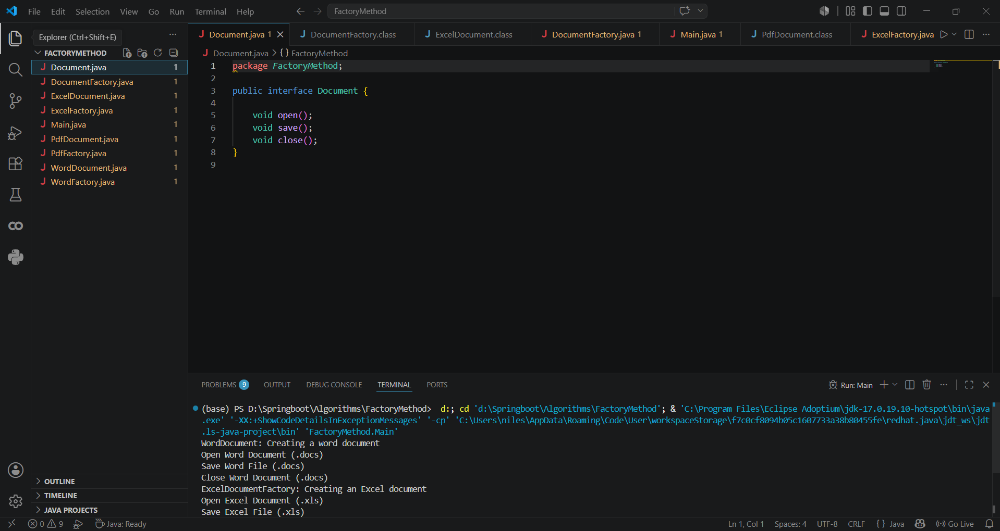 File Edit Selection View Go Run Terminal Help
FactoryMethod
Explorer (Ctrl+Shift+E)
FACTORYMETHOD
Document.java 1
DocumentFactory.java 1
ExcelDocument.java 1
ExcelFactory.java 1
Main.java 1
PdfDocument.java 1
PdfFactory.java 1
WordDocument.java 1
WordFactory.java 1
OUTLINE
TIMELINE
JAVA PROJECTS
Document.java 1 DocumentFactory.class ExcelDocument.class DocumentFactory.java 1 Main.java 1 PdfDocument.class ExcelFactory.java
Document.java > {} FactoryMethod
1 package FactoryMethod;
2
3 public interface Document {
4
5 void open();
6 void save();
7 void close();
8 }
9
PROBLEMS 9 OUTPUT DEBUG CONSOLE TERMINAL PORTS
Run: Main
(base) PS D:\Springboot\Algorithms\FactoryMethod> d:; cd 'd:\Springboot\Algorithms\FactoryMethod'; & 'C:\Program Files\Eclipse Adoptium\jdk-17.0.19.10-hotspot\bin\java
.exe' '-XX:+ShowCodeDetailsInExceptionMessages' '-cp' 'C:\Users\niles\AppData\Roaming\Code\User\workspaceStorage\f7c0cf8094b05c1607733a38b80455fe\redhat.java\jdt_ws\jdt
.ls-java-project\bin' 'FactoryMethod.Main'
WordDocument: Creating a word document
Open Word Document (.docs)
Save Word File (.docs)
Close Word Document (.docs)
ExcelDocumentFactory: Creating an Excel document
Open Excel Document (.xls)
Save Excel File (.xls)
0 9 Java: Ready
Ln 1, Col 1 Spaces: 4 UTF-8 CRLF {} Java Go Live